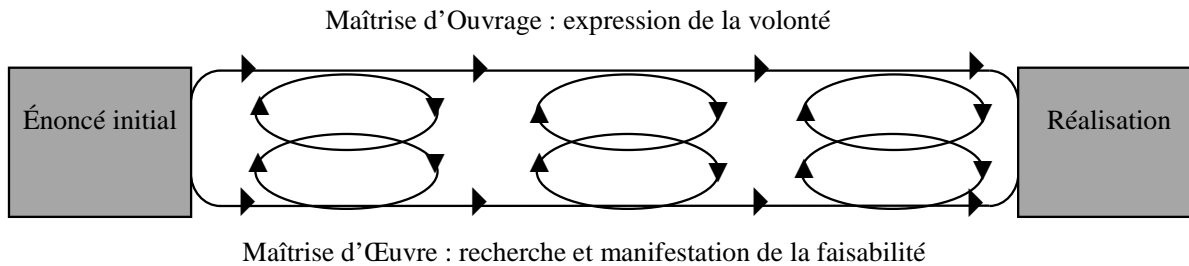 Maîtrise d’Ouvrage : expression de la volonté
Énoncé initial
Réalisation
Maîtrise d’Œuvre : recherche et manifestation de la faisabilité